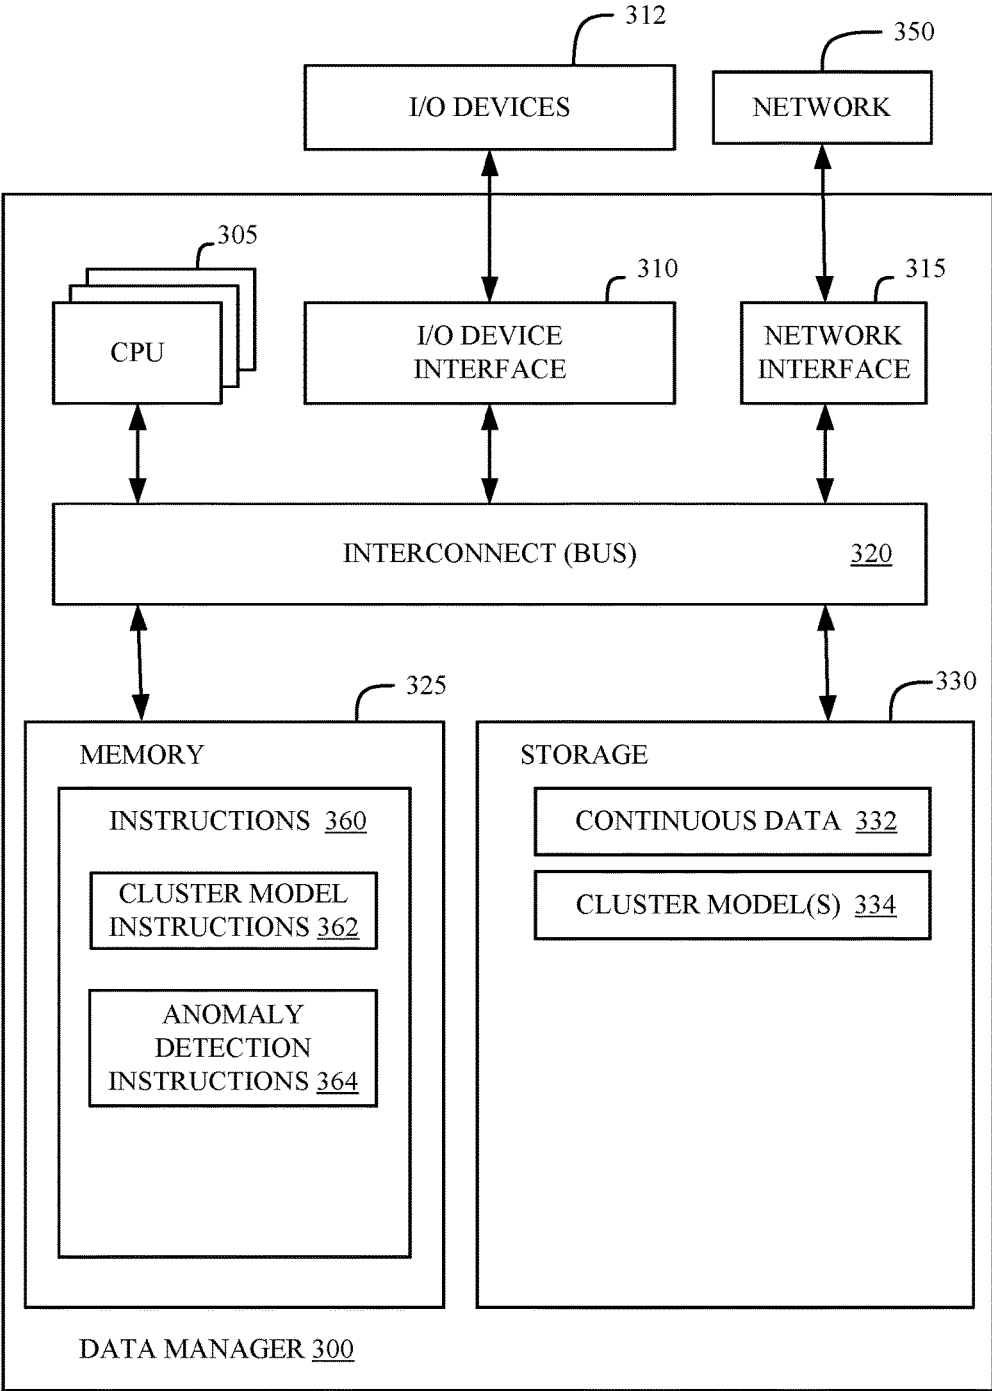 312
350
I/O DEVICES
NETWORK
305
310
315
CPU
I/O DEVICE
INTERFACE
NETWORK
INTERFACE
INTERCONNECT (BUS) 320
325
330
MEMORY
INSTRUCTIONS 360
CLUSTER MODEL
INSTRUCTIONS 362
ANOMALY
DETECTION
INSTRUCTIONS 364
STORAGE
CONTINUOUS DATA 332
CLUSTER MODEL(S) 334
DATA MANAGER 300